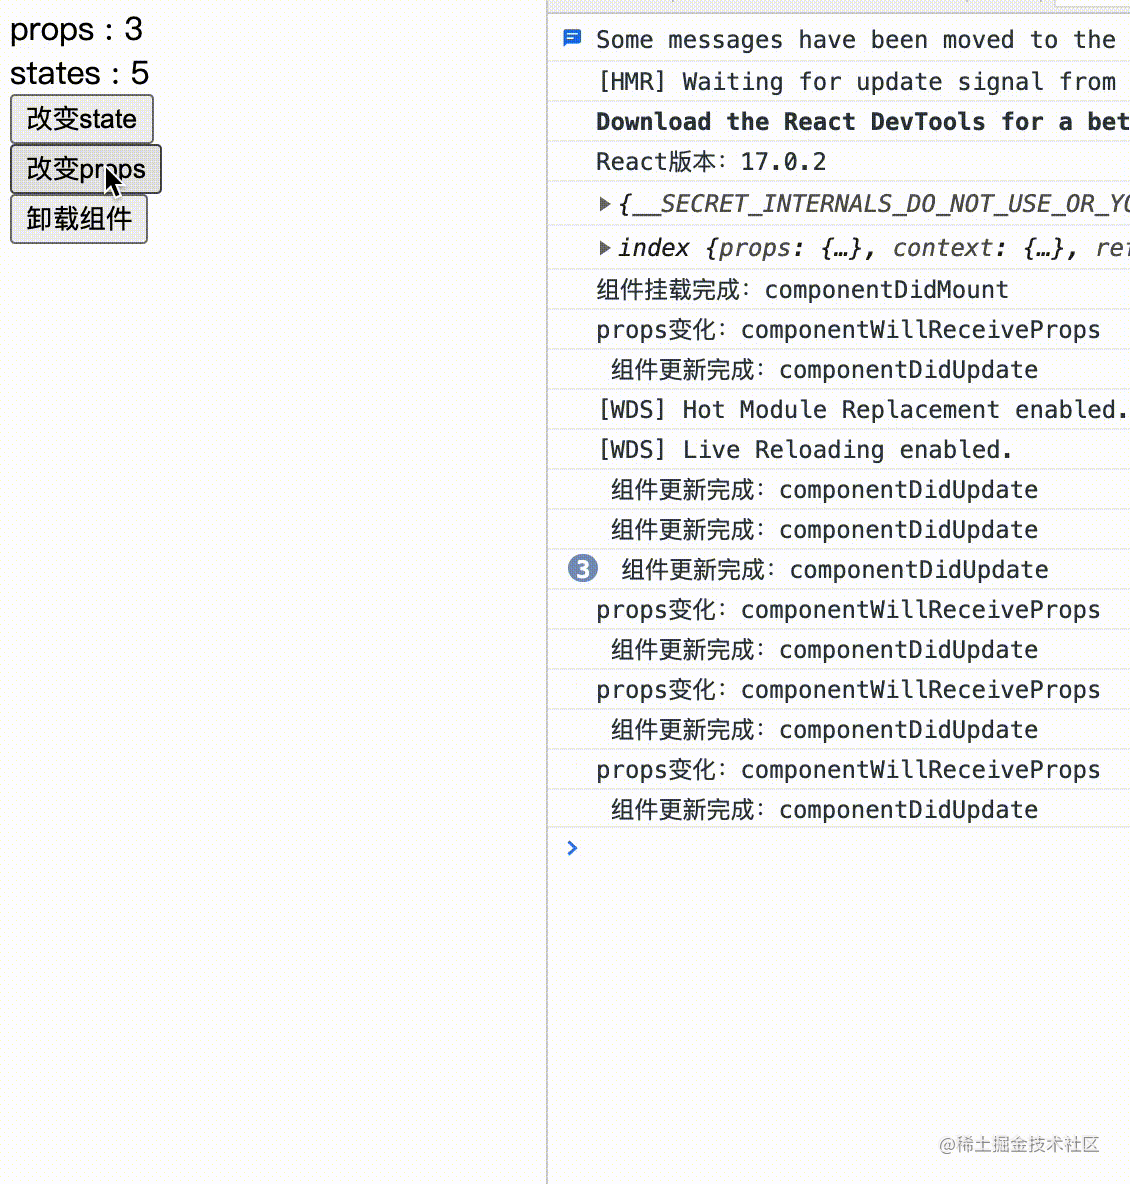 props : 3
states : 5
改变state
改变props
卸载组件
Some messages have been moved to the
[HMR] Waiting for update signal from
Download the React DevTools for a bet
React版本: 17.0.2
{__SECRET_INTERNALS_DO_NOT_USE_OR_YO
index {props: {…}, context: {…}, ref
组件挂载完成: componentDidMount
props变化: componentWillReceiveProps
组件更新完成: componentDidUpdate
[WDS] Hot Module Replacement enabled.
[WDS] Live Reloading enabled.
组件更新完成: componentDidUpdate
组件更新完成: componentDidUpdate
3 组件更新完成: componentDidUpdate
props变化: componentWillReceiveProps
组件更新完成: componentDidUpdate
props变化: componentWillReceiveProps
组件更新完成: componentDidUpdate
props变化: componentWillReceiveProps
组件更新完成: componentDidUpdate
@稀土掘金技术社区